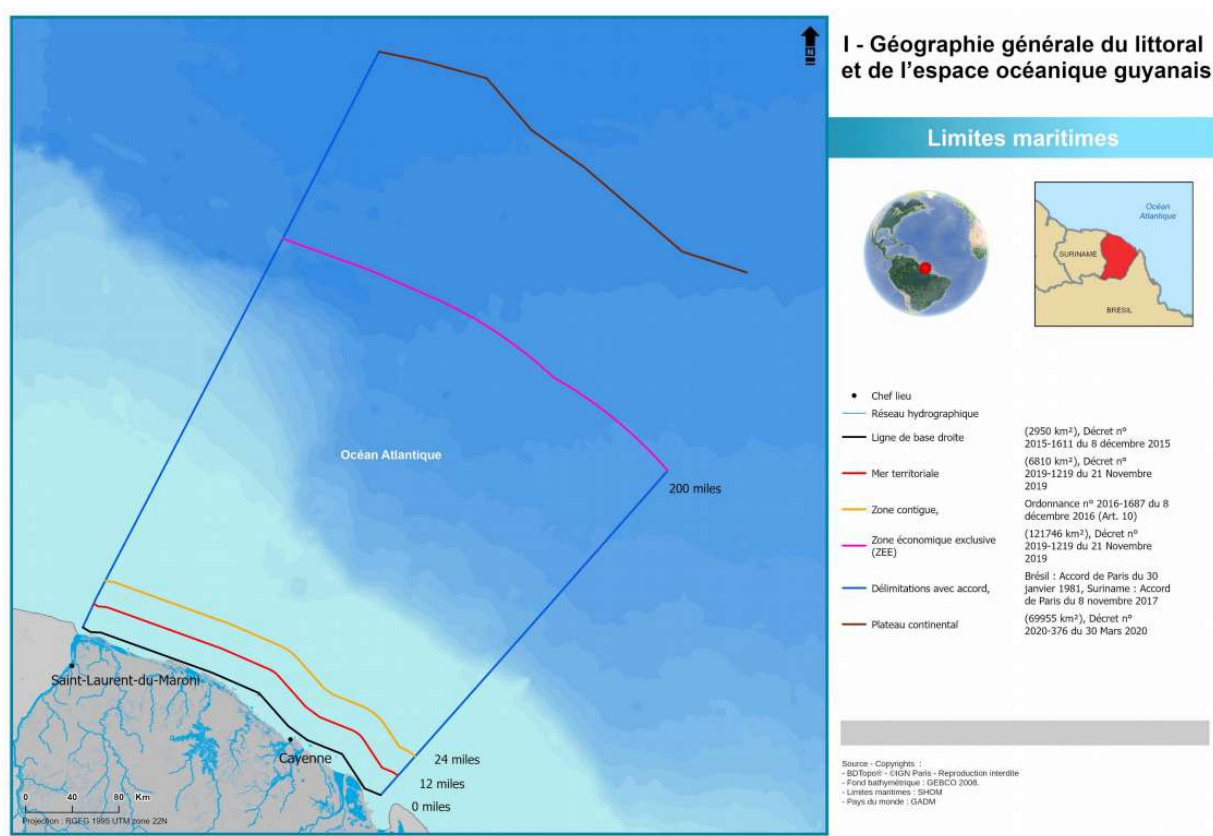 N
I - Géographie générale du littoral
et de l'espace océanique guyanais
Limites maritimes
Océan
Atlantique
SURINAME
BRESIL
Océan Atlantique
200 miles
24 miles
12 miles
0 miles
Saint-Laurent-du-Maroni
Cayenne
0 40 80 Km
Projection : RGFG 1995 UTM zone 22N
Chef lieu
Réseau hydrographique
Ligne de base droite
(2950 km²), Décret n°
2015-1611 du 8 décembre 2015
Mer territoriale
(6810 km²), Décret n°
2019-1219 du 21 Novembre
2019
Zone contigue,
Ordonnance n° 2016-1687 du 8
décembre 2016 (Art. 10)
Zone économique exclusive
(ZEE)
(121746 km²), Décret n°
2019-1219 du 21 Novembre
2019
Délimitations avec accord,
Brésil : Accord de Paris du 30
janvier 1981, Suriname : Accord
de Paris du 8 novembre 2017
Plateau continental
(69955 km²), Décret n°
2020-376 du 30 Mars 2020
Source - Copyrights :
- BDTopo® - ©IGN Paris - Reproduction interdite
- Fond bathymétrique : GEBCO 2008.
- Limites maritimes : SHOM
- Pays du monde : GADM